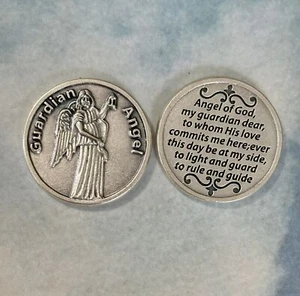 Guardian Angel
Angel of God,
my guardian dear,
to whom His love
commits me here;ever
this day be at my side,
to light and guard
to rule and guide